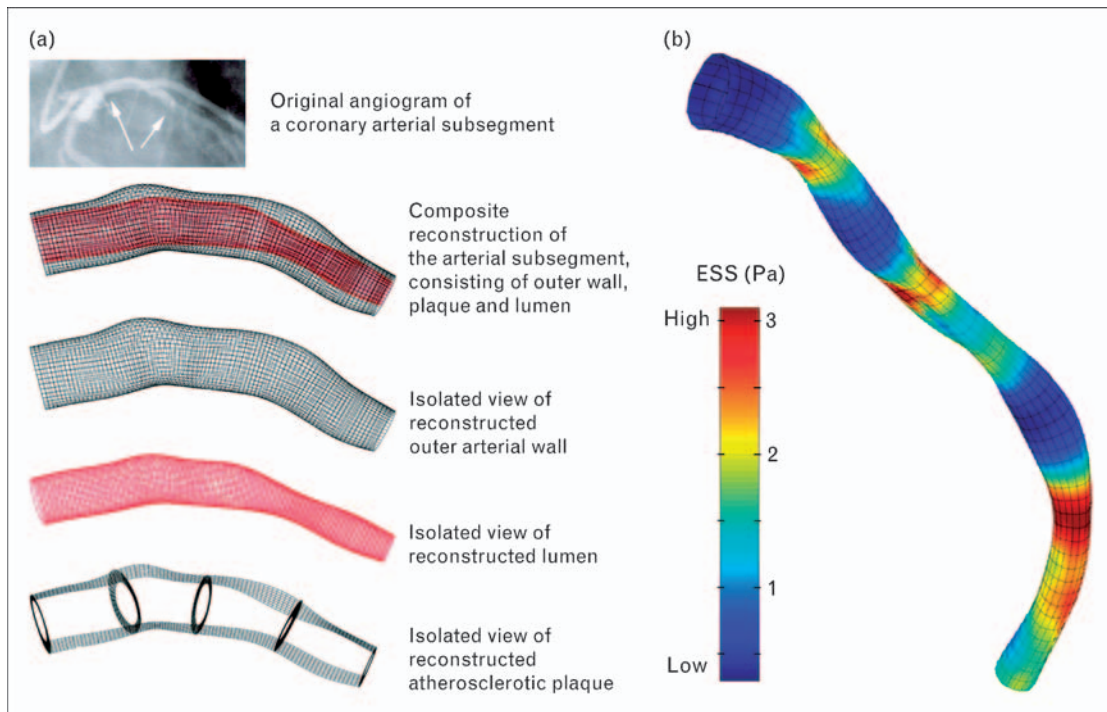 (a)
Original angiogram of
a coronary arterial subsegment
Composite
reconstruction of
the arterial subsegment,
consisting of outer wall,
plaque and lumen
Isolated view of
reconstructed
outer arterial wall
Isolated view of
reconstructed lumen
Isolated view of
reconstructed
atherosclerotic plaque
(b)
ESS (Pa)
High
3
2
1
Low